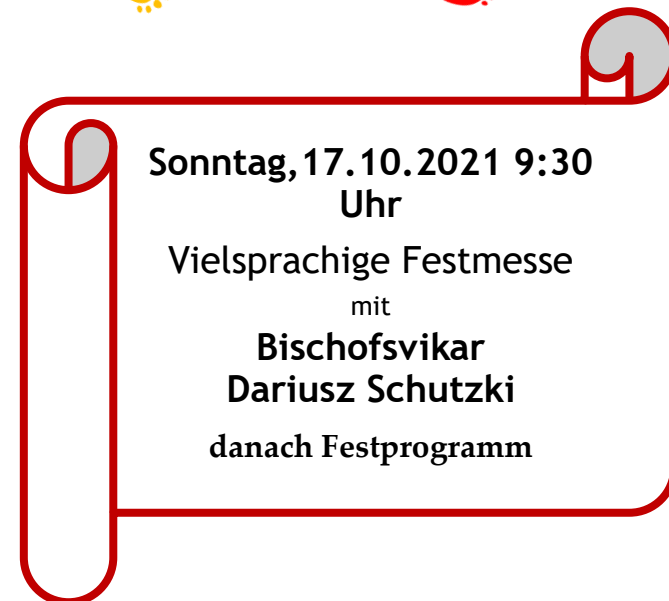 Sonntag, 17.10.2021 9:30
Uhr
Vielsprachige Festmesse
mit
Bischofsvikar
Dariusz Schutzki
danach Festprogramm